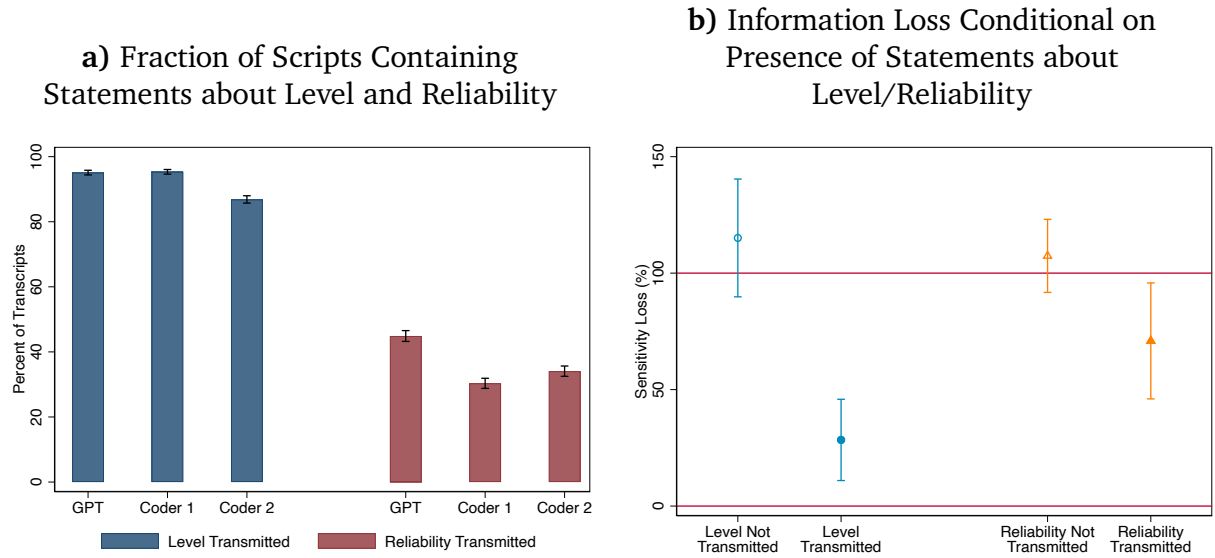 a) Fraction of Scripts Containing
Statements about Level and Reliability
Percent of Transcripts
100
80
60
40
20
0
GPT
Coder 1
Coder 2
GPT
Coder 1
Coder 2
Level Transmitted
Reliability Transmitted
b) Information Loss Conditional on
Presence of Statements about
Level/Reliability
Sensitivity Loss (%)
150
100
50
0
Level Not
Transmitted
Level
Transmitted
Reliability Not
Transmitted
Reliability
Transmitted